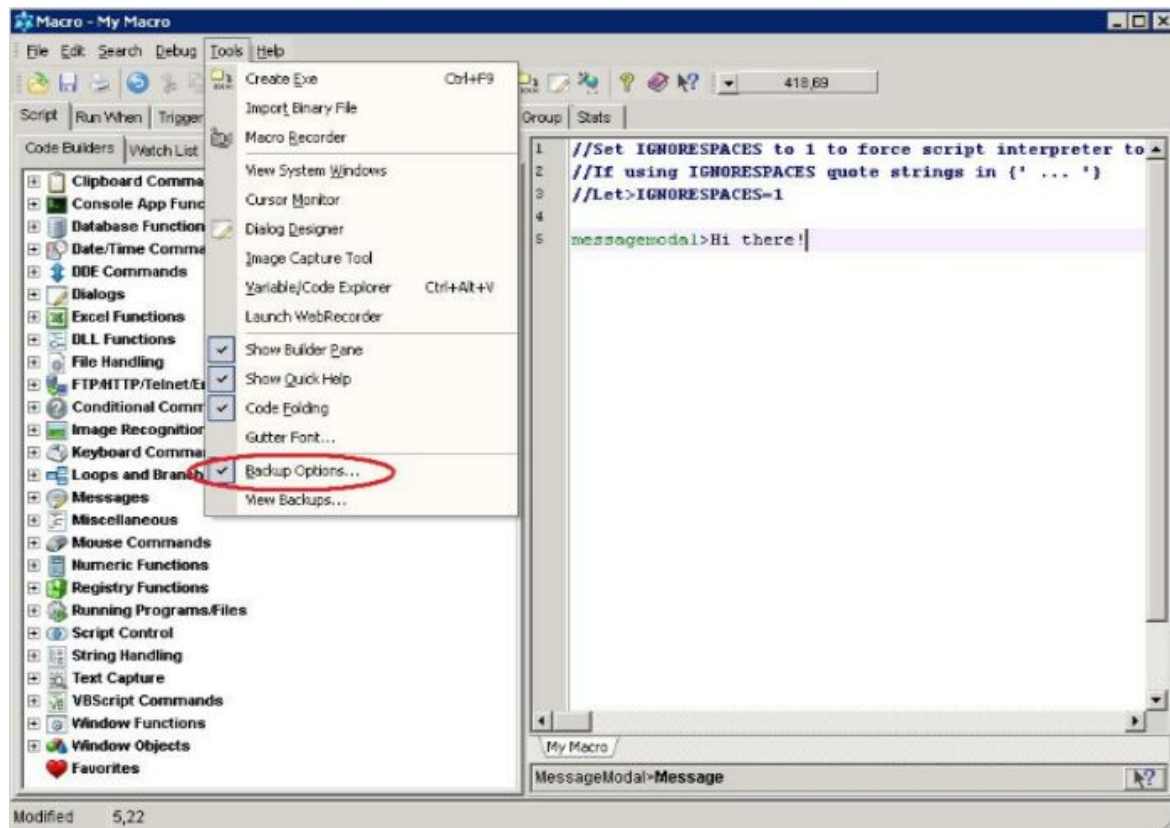 Macro - My Macro
File Edit Search Debug Tools Help
418,69
Script Run When Trigger Group Stats
Code Builders Watch List
Create Exe Ctrl+F9
Import Binary File
Macro Recorder
View System Windows
Cursor Monitor
Dialog Designer
Image Capture Tool
Variable/Code Explorer Ctrl+Alt+V
Launch WebRecorder
Show Builder Pane
Show Quick Help
Code Folding
Gutter Font...
Backup Options...
View Backups...
Clipboard Comma
Console App Func
Database Function
Date/Time Comma
DDE Commands
Dialogs
Excel Functions
DLL Functions
File Handling
FTP/HTTP/Telnet/E
Conditional Comm
Image Recognition
Keyboard Comma
Loops and Branch
Messages
Miscellaneous
Mouse Commands
Numeric Functions
Registry Functions
Running Programs/Files
Script Control
String Handling
Text Capture
VBScript Commands
Window Functions
Window Objects
Favorites
1 //Set IGNORESPACES to 1 to force script interpreter to
2 //If using IGNORESPACES quote strings in {' ... '}
3 //Let>IGNORESPACES=1
4
5 messagemodal>Hi there!
My Macro
MessageModal>Message
Modified 5,22